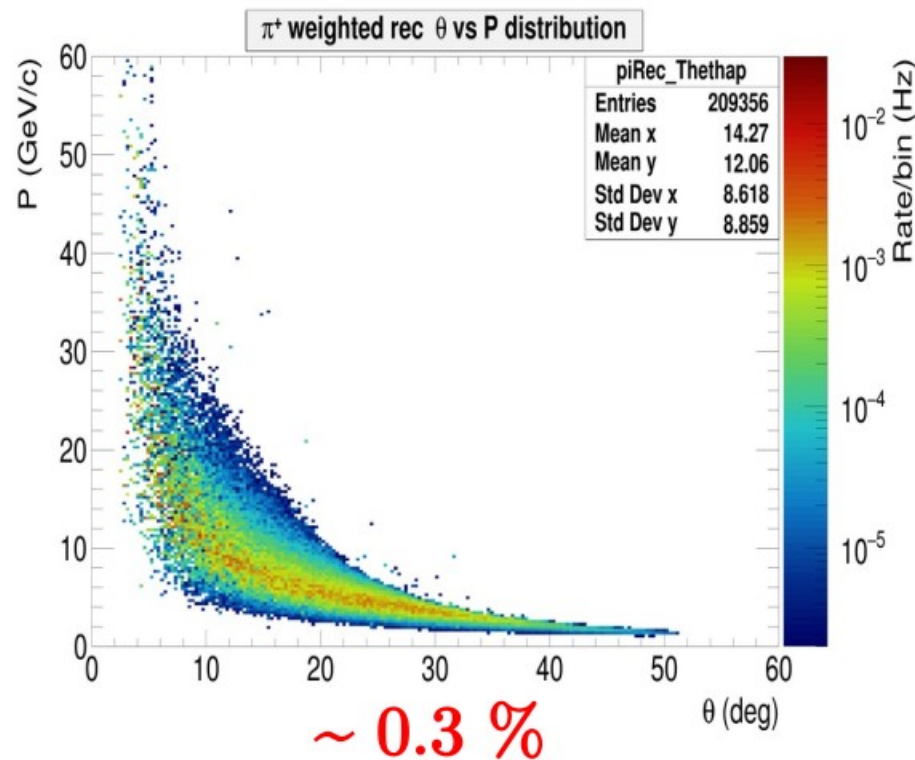 π⁺ weighted rec θ vs P distribution
piRec_Thethap
Entries 209356
Mean x 14.27
Mean y 12.06
Std Dev x 8.618
Std Dev y 8.859
P (GeV/c)
60
50
40
30
20
10
0
0 10 20 30 40 50 60
θ (deg)
Rate/bin (Hz)
10⁻²
10⁻³
10⁻⁴
10⁻⁵
~ 0.3 %